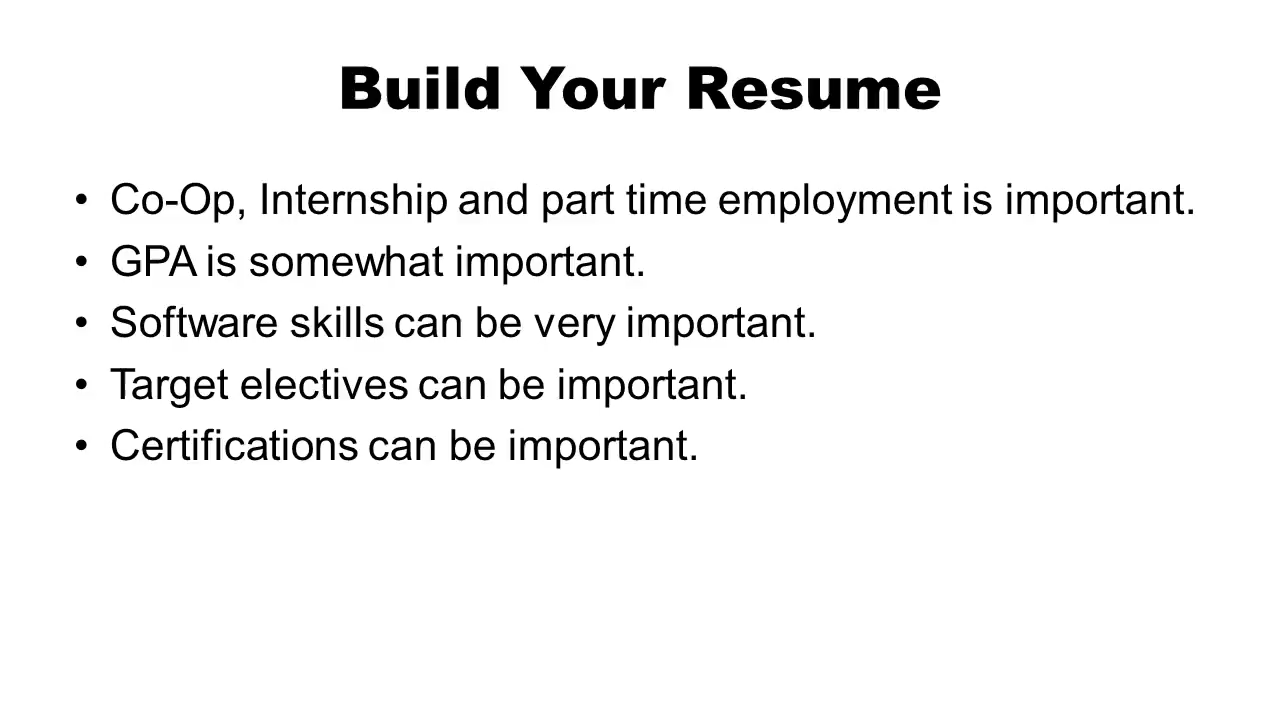 Build Your Resume
• Co-Op, Internship and part time employment is important.
• GPA is somewhat important.
• Software skills can be very important.
• Target electives can be important.
• Certifications can be important.